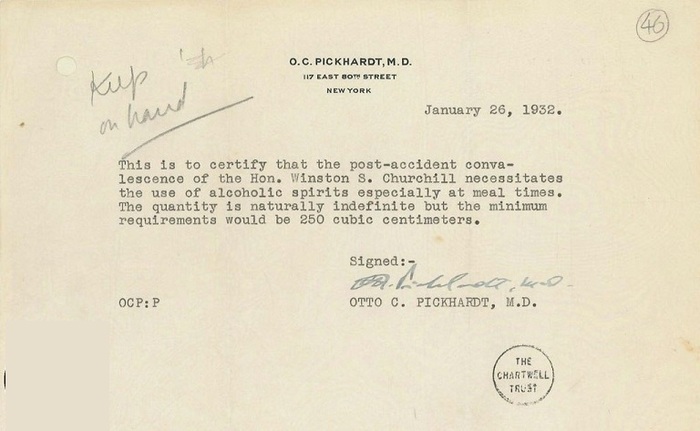 46
O.C. PICKHARDT, M.D.
117 EAST 80TH STREET
NEW YORK
Keep
on hand
January 26, 1932.
This is to certify that the post-accident conva-
lescence of the Hon. Winston S. Churchill necessitates
the use of alcoholic spirits especially at meal times.
The quantity is naturally indefinite but the minimum
requirements would be 250 cubic centimeters.
Signed:-
O.C. Pickhardt, M.D.
OCP:P
OTTO C. PICKHARDT, M.D.
THE
CHARTWELL
TRUST